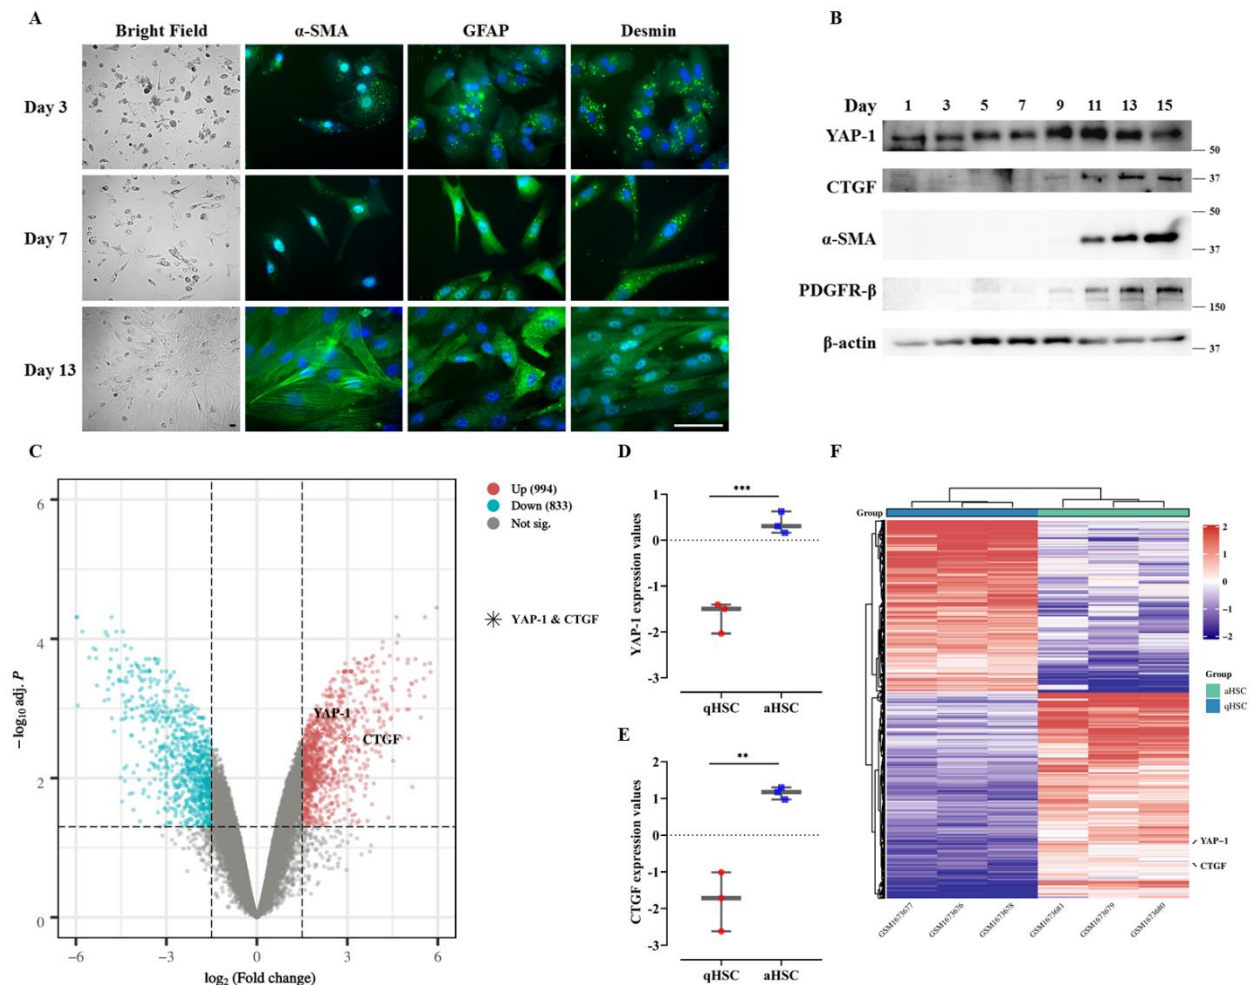 A
Bright Field α-SMA GFAP Desmin
Day 3
Day 7
Day 13
B
Day 1 3 5 7 9 11 13 15
YAP-1
50
CTGF
37
50
α-SMA
37
PDGFR-β
150
β-actin
37
C
6
4
2
0
−6 −3 0 3 6
− log10 adj. P
log2 (Fold change)
Up (994)
Down (833)
Not sig.
YAP-1 & CTGF
YAP-1
CTGF
D
***
1
0
-1
-2
-3
YAP-1 expression values
qHSC aHSC
E
**
2
1
0
-1
-2
-3
CTGF expression values
qHSC aHSC
F
Group
2
1
0
−1
−2
Group
aHSC
qHSC
YAP−1
CTGF
GSM1673677 GSM1673676 GSM1673678 GSM1673681 GSM1673679 GSM1673680